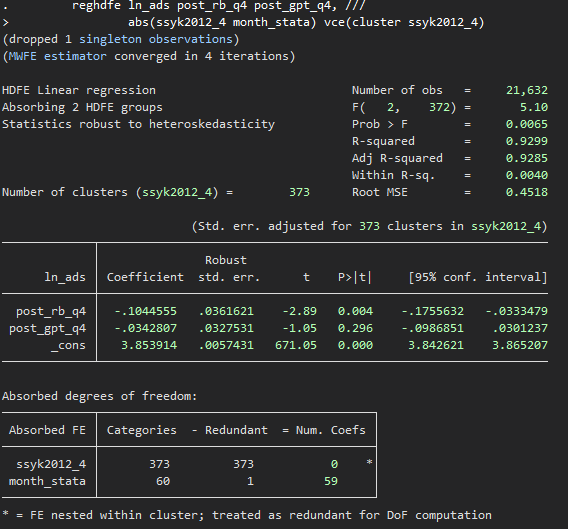 .        reghdfe ln_ads post_rb_q4 post_gpt_q4, ///
>                abs(ssyk2012_4 month_stata) vce(cluster ssyk2012_4)
(dropped 1 singleton observations)
(MWFE estimator converged in 4 iterations)
HDFE Linear regression                            Number of obs   =     21,632
Absorbing 2 HDFE groups                           F(   2,    372) =       5.10
Statistics robust to heteroskedasticity           Prob > F        =     0.0065
                                                  R-squared       =     0.9299
                                                  Adj R-squared   =     0.9285
                                                  Within R-sq.    =     0.0040
Number of clusters (ssyk2012_4) =        373      Root MSE        =     0.4518
(Std. err. adjusted for 373 clusters in ssyk2012_4)
Robust
ln_ads   Coefficient  std. err.      t    P>|t|     [95% conf. interval]
post_rb_q4   -.1044555   .0361621    -2.89   0.004    -.1755632   -.0333479
post_gpt_q4   -.0342807   .0327531    -1.05   0.296    -.0986851    .0301237
_cons    3.853914   .0057431   671.05   0.000     3.842621    3.865207
Absorbed degrees of freedom:
Absorbed FE   Categories  - Redundant  = Num. Coefs
ssyk2012_4         373         373           0    *
month_stata          60           1          59
* = FE nested within cluster; treated as redundant for DoF computation